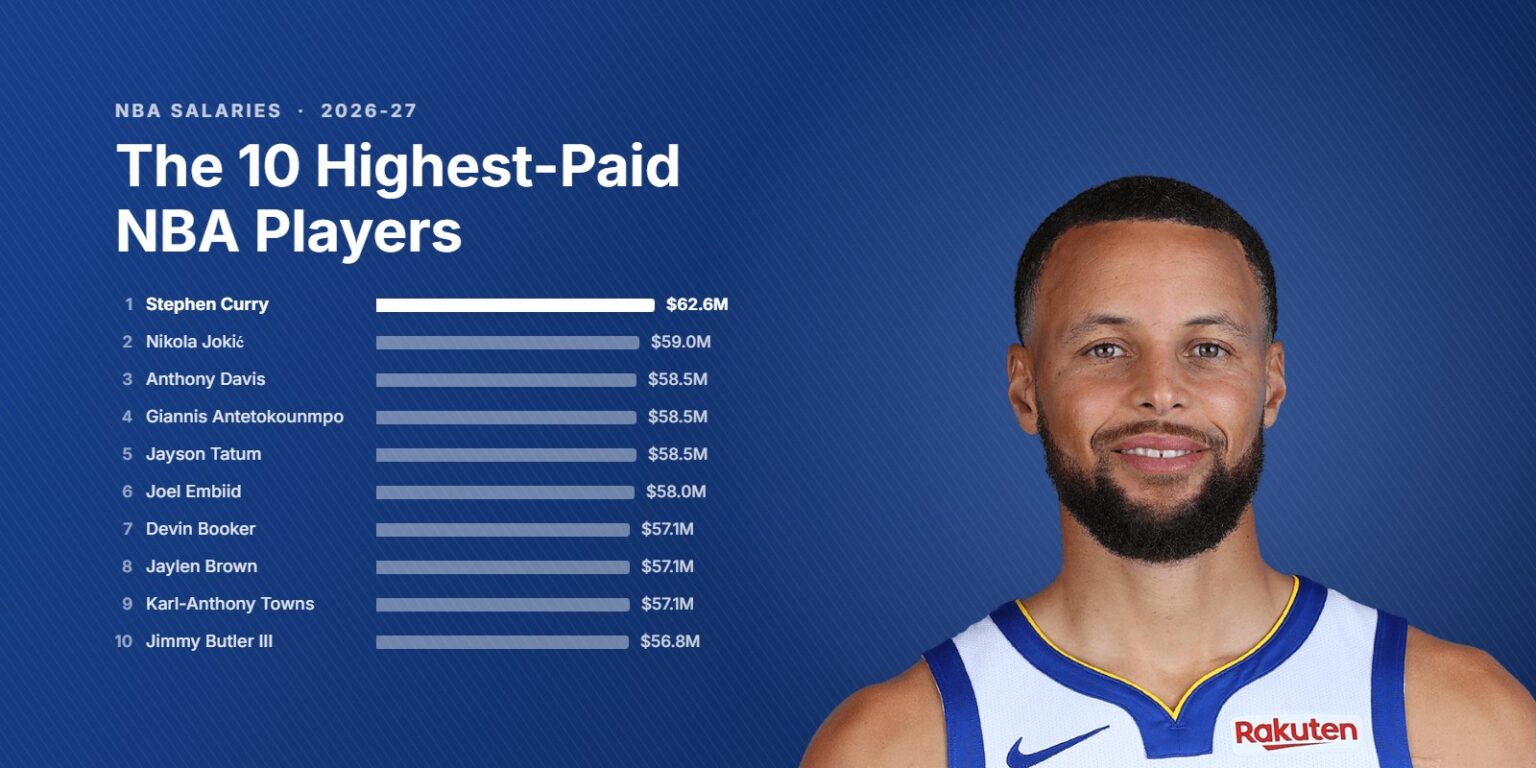 NBA SALARIES · 2026-27
The 10 Highest-Paid
NBA Players
1 Stephen Curry $62.6M
2 Nikola Jokić $59.0M
3 Anthony Davis $58.5M
4 Giannis Antetokounmpo $58.5M
5 Jayson Tatum $58.5M
6 Joel Embiid $58.0M
7 Devin Booker $57.1M
8 Jaylen Brown $57.1M
9 Karl-Anthony Towns $57.1M
10 Jimmy Butler III $56.8M
Rakuten